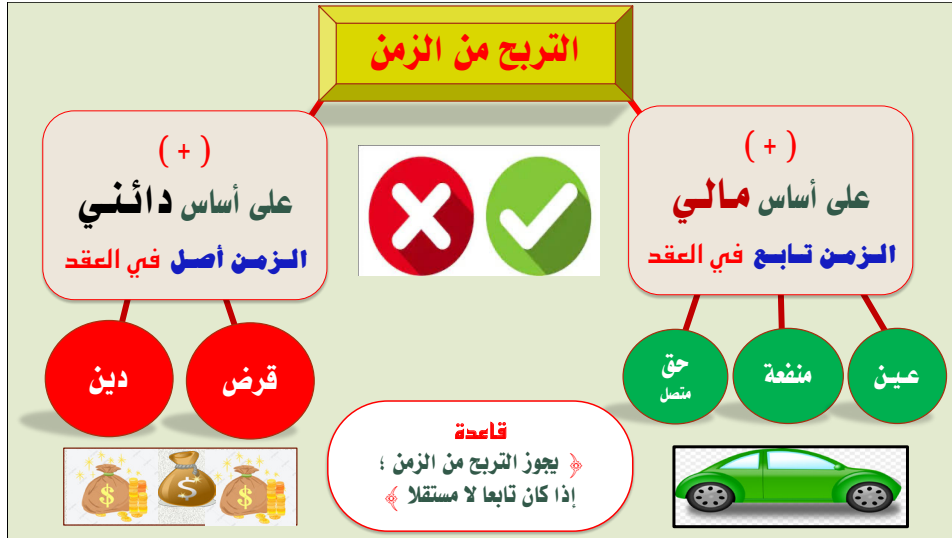 التربح من الزمن
( + )
على أساس مالي
الزمن تابع في العقد
عين
منفعة
حق
متصل
( + )
على أساس دائني
الزمن أصل في العقد
قرض
دين
قاعدة
﴿ يجوز التربح من الزمن ؛
إذا كان تابعا لا مستقلا ﴾
$
$
$